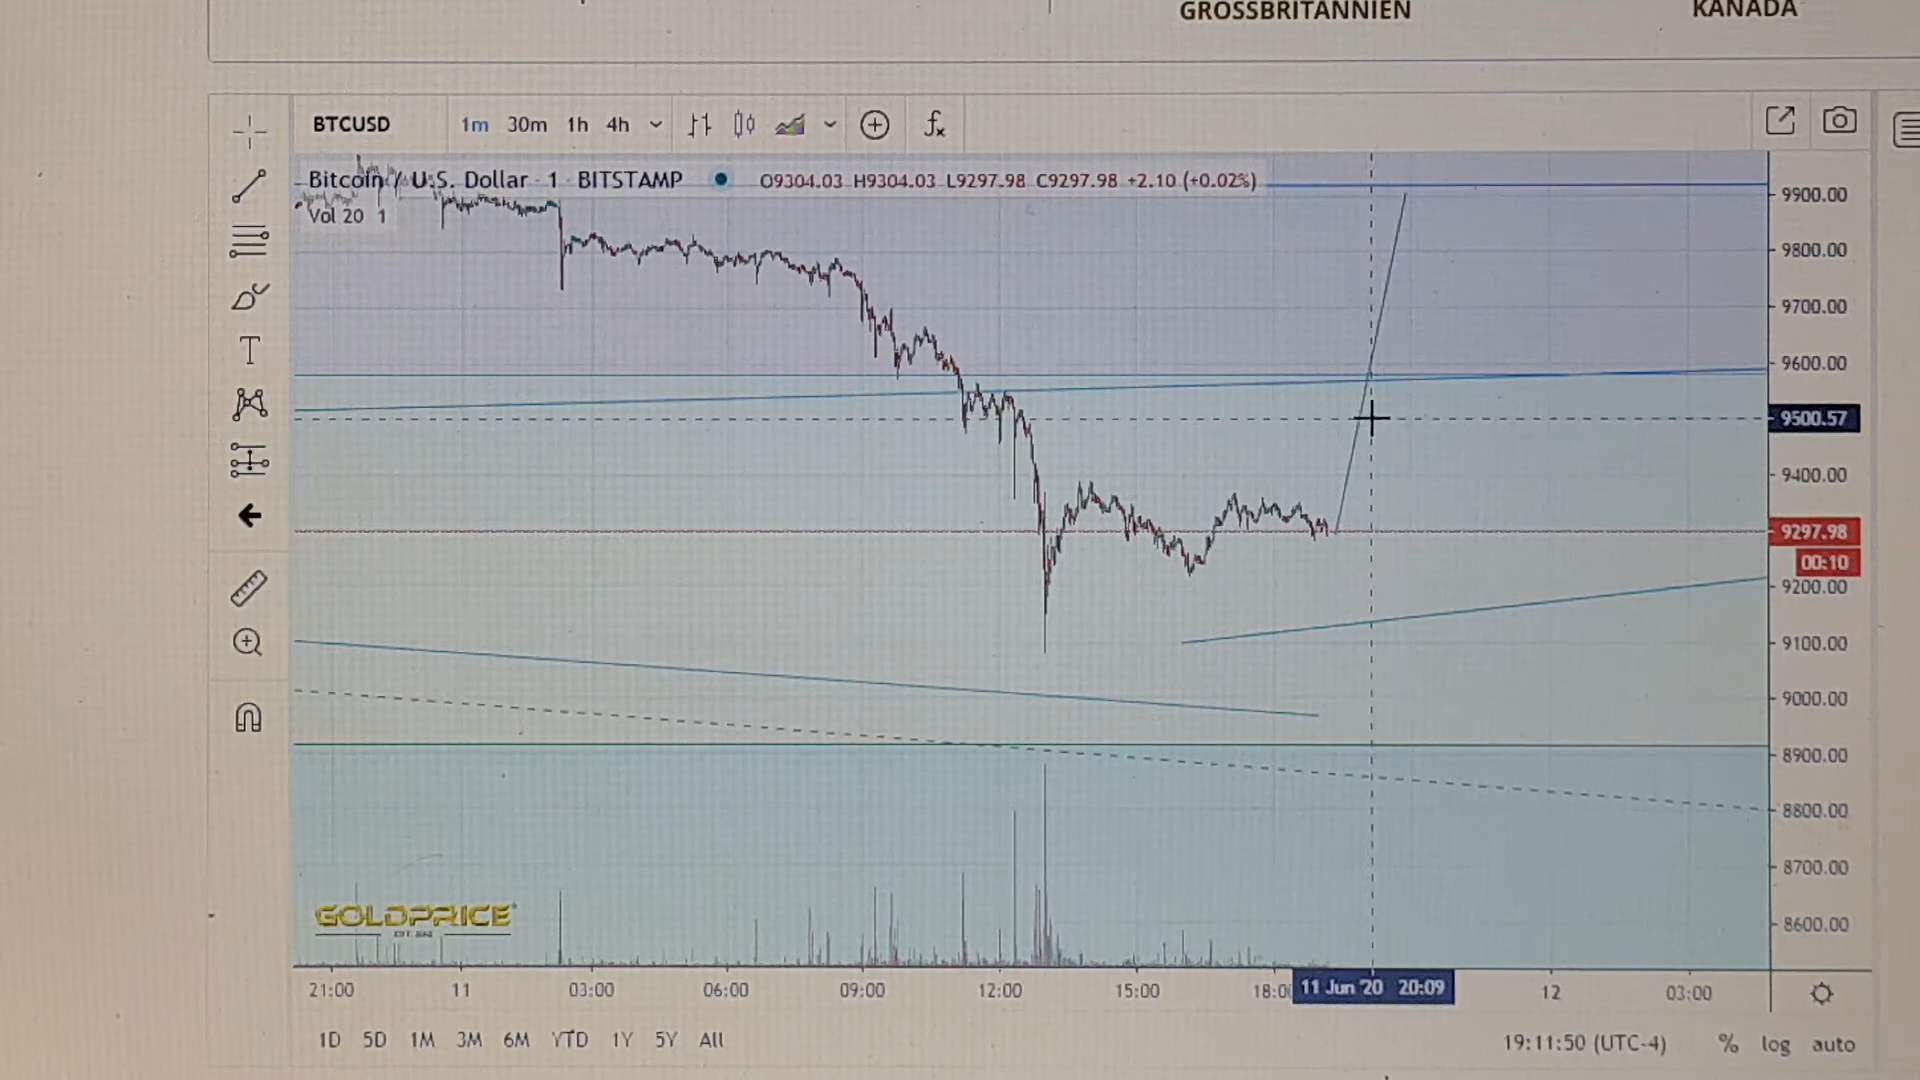 GROSSBRITANNIEN KANADA
BTCUSD 1m 30m 1h 4h fx
Bitcoin / U.S. Dollar · 1 · BITSTAMP O9304.03 H9304.03 L9297.98 C9297.98 +2.10 (+0.02%)
Vol 20 1
9900.00
9800.00
9700.00
9600.00
T
9500.57
9400.00
9297.98
00:10
9200.00
9100.00
9000.00
8900.00
8800.00
8700.00
GOLDPRICE
8600.00
21:00 11 03:00 06:00 09:00 12:00 15:00 18:00 11 Jun '20 20:09 12 03:00
1D 5D 1M 3M 6M YTD 1Y 5Y All 19:11:50 (UTC-4) % log auto